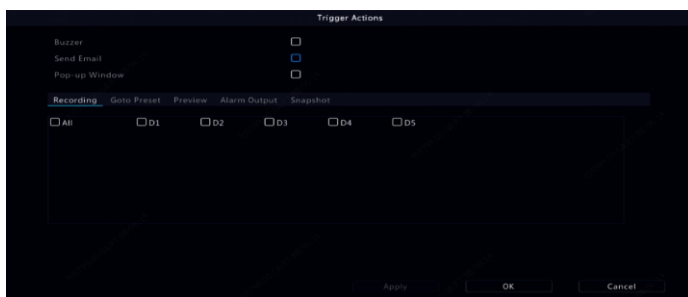 Trigger Actions
Buzzer
Send Email
Pop-up Window
Recording Goto Preset Preview Alarm Output Snapshot
All D1 D2 D3 D4 D5
Apply OK Cancel